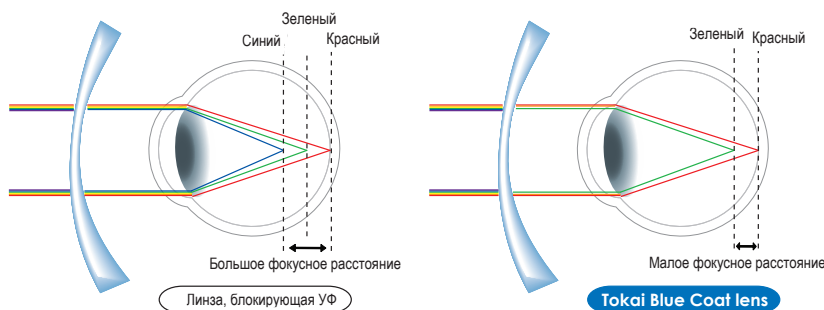 Зеленый
Синий
Красный
Большое фокусное расстояние
Линза, блокирующая УФ
Зеленый
Красный
Малое фокусное расстояние
Tokai Blue Coat lens